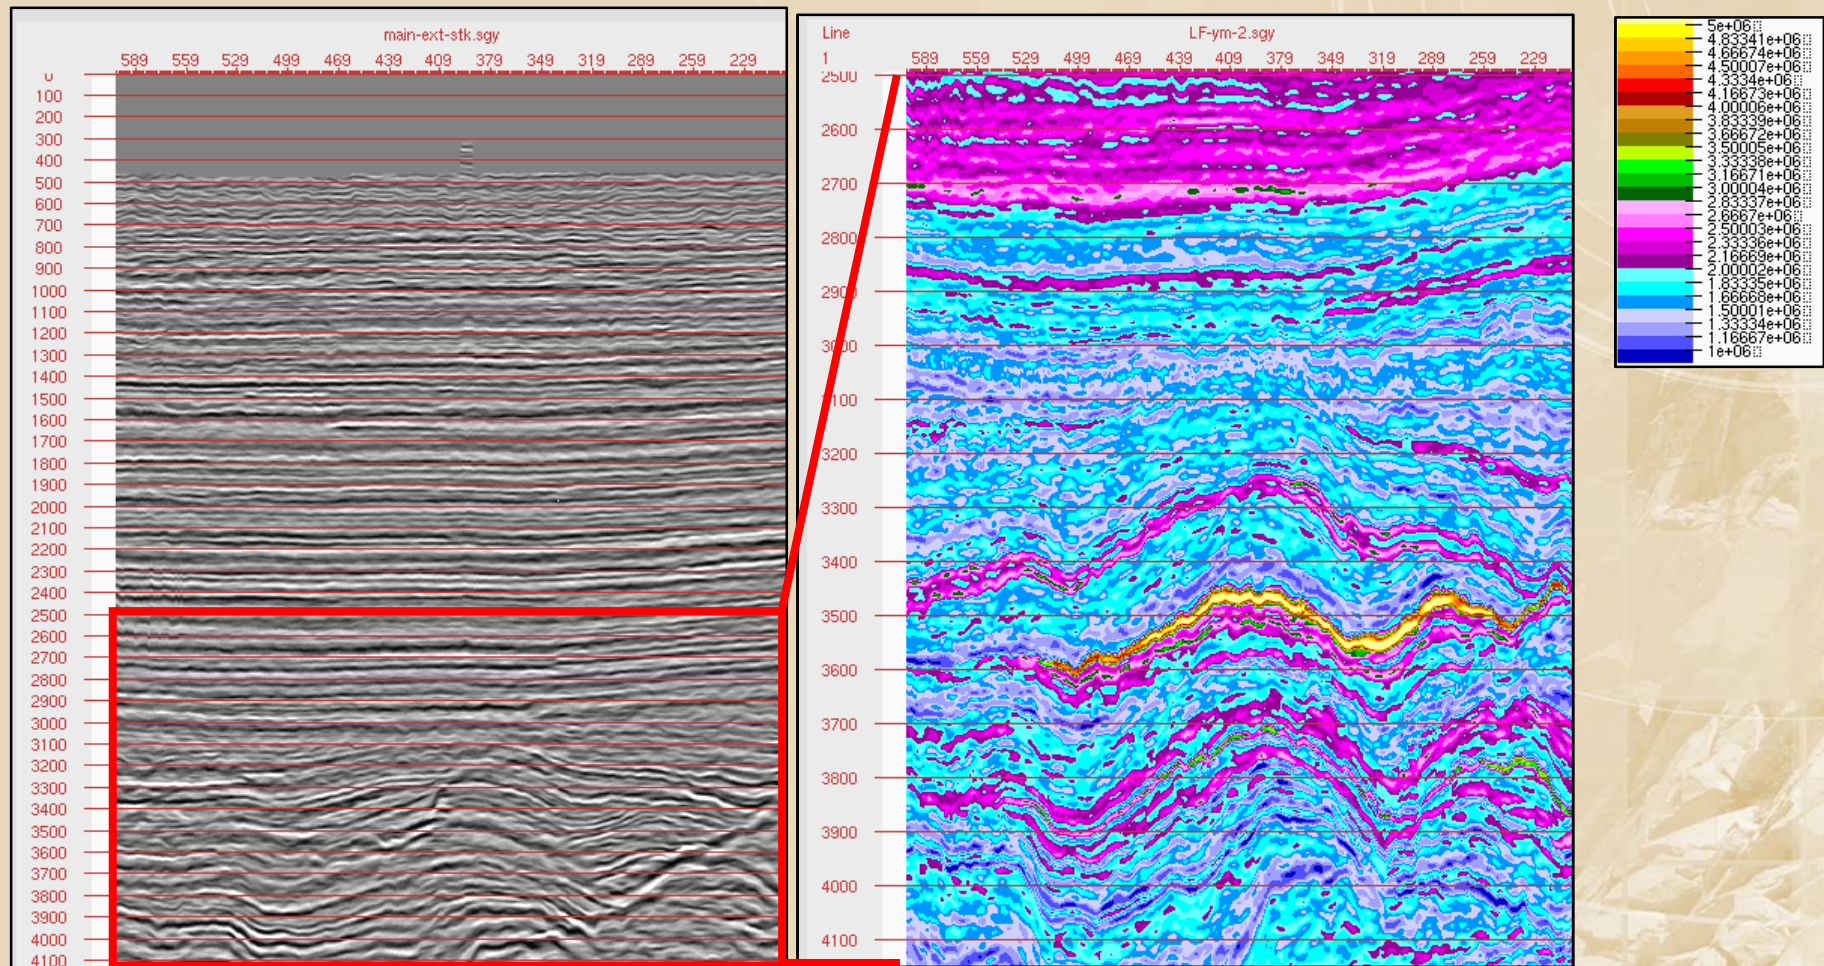 main-ext-stk.sgy
589 559 529 499 469 439 409 379 349 319 289 259 229
0
100
200
300
400
500
600
700
800
900
1000
1100
1200
1300
1400
1500
1600
1700
1800
1900
2000
2100
2200
2300
2400
2500
2600
2700
2800
2900
3000
3100
3200
3300
3400
3500
3600
3700
3800
3900
4000
4100
Line LF-ym-2.sgy
1 589 559 529 499 469 439 409 379 349 319 289 259 229
2500
2600
2700
2800
2900
3000
3100
3200
3300
3400
3500
3600
3700
3800
3900
4000
4100
5e+06
4.83341e+06
4.66674e+06
4.50007e+06
4.3334e+06
4.16673e+06
4.00006e+06
3.83339e+06
3.66672e+06
3.50005e+06
3.33338e+06
3.16671e+06
3.00004e+06
2.83337e+06
2.6667e+06
2.50003e+06
2.33336e+06
2.16669e+06
2.00002e+06
1.83335e+06
1.66668e+06
1.50001e+06
1.33334e+06
1.16667e+06
1e+06